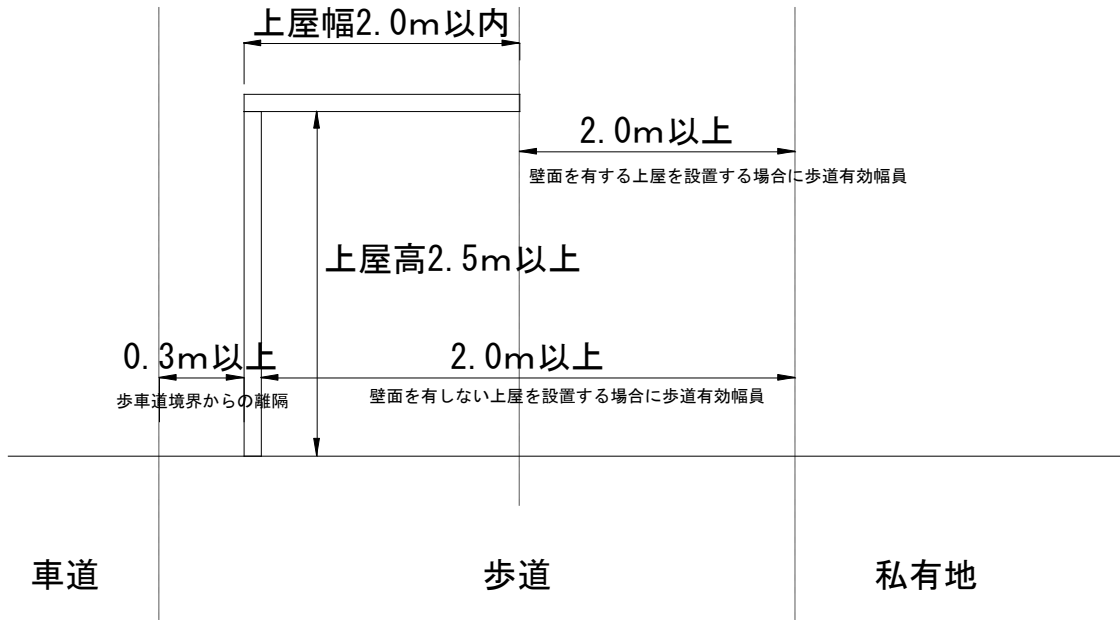 上屋幅2.0m以内
2.0m以上
壁面を有する上屋を設置する場合に歩道有効幅員
上屋高2.5m以上
0.3m以上
2.0m以上
歩車道境界からの離隔
壁面を有しない上屋を設置する場合に歩道有効幅員
車道
歩道
私有地